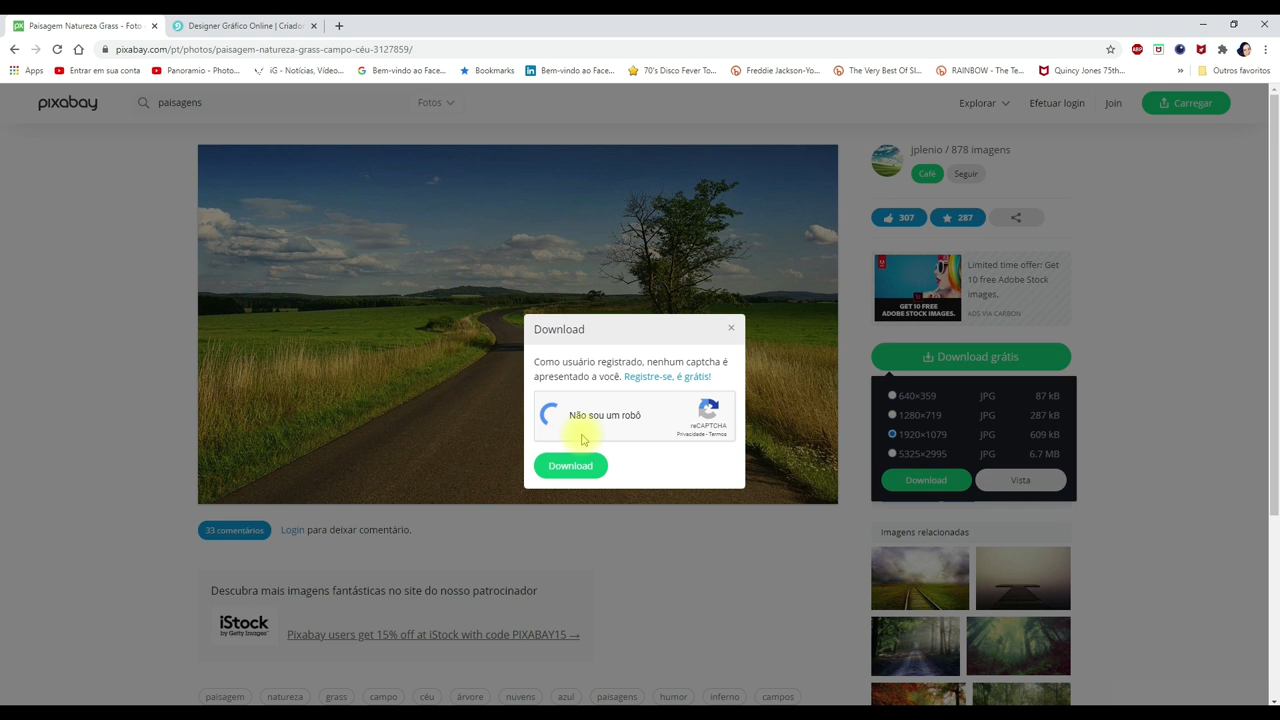 Paisagem Natureza Grass - Foto
Designer Gráfico Online | Criado
pixabay.com/pt/photos/paisagem-natureza-grass-campo-céu-3127859/
Apps
Entrar em sua conta
Panoramio - Photo...
iG - Notícias, Vídeo...
Bem-vindo ao Face...
Bookmarks
Bem-vindo ao Face...
70's Disco Fever To...
Freddie Jackson-Yo...
The Very Best Of Sl...
RAINBOW - The Te...
Quincy Jones 75th...
»
Outros favoritos
pixabay
paisagens
Fotos
Explorar
Efetuar login
Join
Carregar
jplenio / 878 imagens
Café
Seguir
307
287
Limited time offer: Get
10 free Adobe Stock
images.
GET 10 FREE
ADOBE STOCK IMAGES.
ADS VIA CARBON
Download grátis
640×359 JPG 87 kB
1280×719 JPG 287 kB
1920×1079 JPG 609 kB
5325×2995 JPG 6.7 MB
Download
Vista
Download
×
Como usuário registrado, nenhum captcha é
apresentado a você. Registre-se, é grátis!
Não sou um robô
reCAPTCHA
Privacidade - Termos
Download
33 comentários
Login para deixar comentário.
Imagens relacionadas
Descubra mais imagens fantásticas no site do nosso patrocinador
iStock
by Getty Images
Pixabay users get 15% off at iStock with code PIXABAY15 →
paisagem
natureza
grass
campo
céu
árvore
nuvens
azul
paisagens
humor
inferno
campos